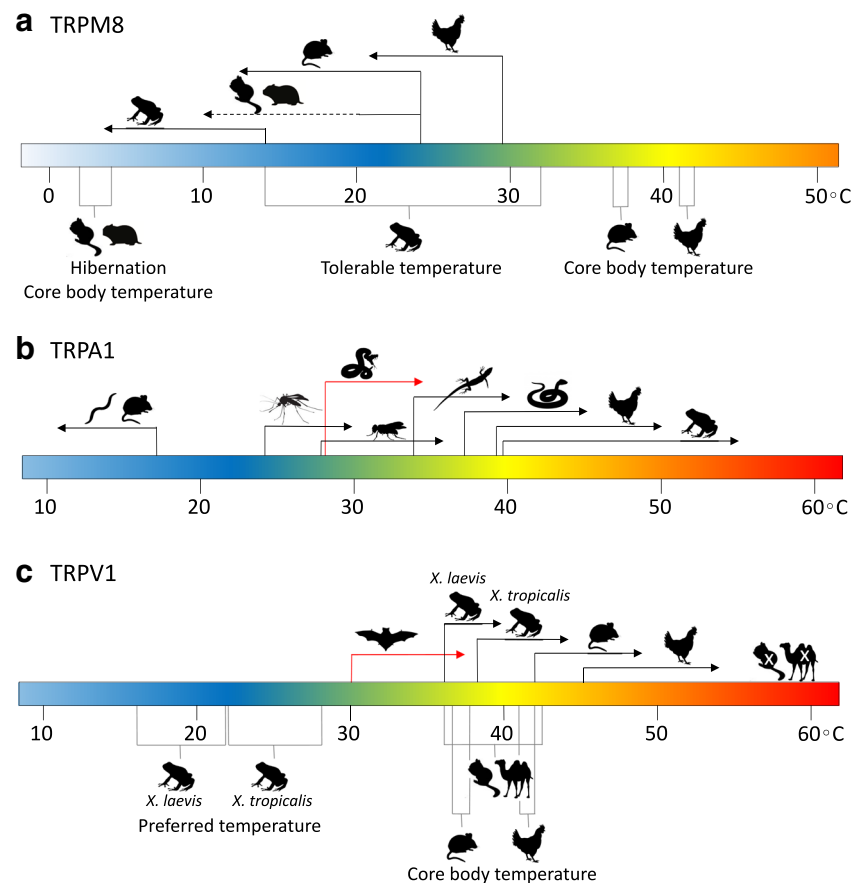 a TRPM8
0 10 20 30 40 50°C
Hibernation
Core body temperature
Tolerable temperature
Core body temperature
b TRPA1
10 20 30 40 50 60°C
c TRPV1
X. laevis
X. tropicalis
X X
10 20 30 40 50 60°C
X. laevis X. tropicalis
Preferred temperature
Core body temperature